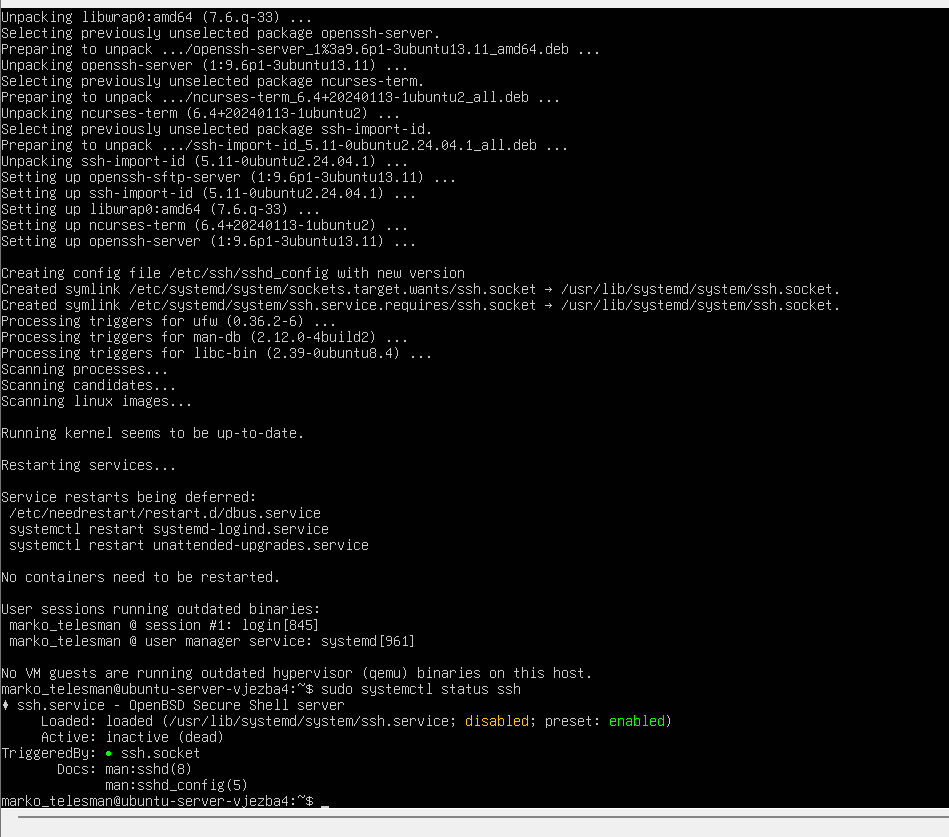 Unpacking libwrap0:amd64 (7.6.q-33) ...
Selecting previously unselected package openssh-server.
Preparing to unpack .../openssh-server_1%3a9.6p1-3ubuntu13.11_amd64.deb ...
Unpacking openssh-server (1:9.6p1-3ubuntu13.11) ...
Selecting previously unselected package ncurses-term.
Preparing to unpack .../ncurses-term_6.4+20240113-1ubuntu2_all.deb ...
Unpacking ncurses-term (6.4+20240113-1ubuntu2) ...
Selecting previously unselected package ssh-import-id.
Preparing to unpack .../ssh-import-id_5.11-0ubuntu2.24.04.1_all.deb ...
Unpacking ssh-import-id (5.11-0ubuntu2.24.04.1) ...
Setting up openssh-sftp-server (1:9.6p1-3ubuntu13.11) ...
Setting up ssh-import-id (5.11-0ubuntu2.24.04.1) ...
Setting up libwrap0:amd64 (7.6.q-33) ...
Setting up ncurses-term (6.4+20240113-1ubuntu2) ...
Setting up openssh-server (1:9.6p1-3ubuntu13.11) ...

Creating config file /etc/ssh/sshd_config with new version
Created symlink /etc/systemd/system/sockets.target.wants/ssh.socket → /usr/lib/systemd/system/ssh.socket.
Created symlink /etc/systemd/system/ssh.service.requires/ssh.socket → /usr/lib/systemd/system/ssh.socket.
Processing triggers for ufw (0.36.2-6) ...
Processing triggers for man-db (2.12.0-4build2) ...
Processing triggers for libc-bin (2.39-0ubuntu8.4) ...
Scanning processes...
Scanning candidates...
Scanning linux images...

Running kernel seems to be up-to-date.

Restarting services...

Service restarts being deferred:
 /etc/needrestart/restart.d/dbus.service
 systemctl restart systemd-logind.service
 systemctl restart unattended-upgrades.service

No containers need to be restarted.

User sessions running outdated binaries:
 marko_telesman @ session #1: login[845]
 marko_telesman @ user manager service: systemd[961]

No VM guests are running outdated hypervisor (qemu) binaries on this host.
marko_telesman@ubuntu-server-vjezba4:~$ sudo systemctl status ssh
♦ ssh.service - OpenBSD Secure Shell server
     Loaded: loaded (/usr/lib/systemd/system/ssh.service; disabled; preset: enabled)
     Active: inactive (dead)
TriggeredBy: ● ssh.socket
       Docs: man:sshd(8)
             man:sshd_config(5)
marko_telesman@ubuntu-server-vjezba4:~$ _